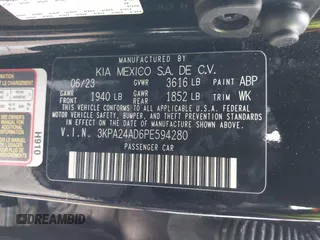 MANUFACTURED BY
KIA MEXICO S.A. DE C.V.
06/23 GVWR 3616 LB PAINT ABP
GAWR F 1940 LB GAWR R 1852 LB TRIM WK
THIS VEHICLE CONFORMS TO ALL APPLICABLE
FEDERAL MOTOR VEHICLE SAFETY, BUMPER,
AND THEFT PREVENTION STANDARDS IN EFFECT
ON THE DATE OF MANUFACTURE SHOWN ABOVE.
V.I.N. 3KPA24AD6PE594280
PASSENGER CAR
H910
DREAMBID